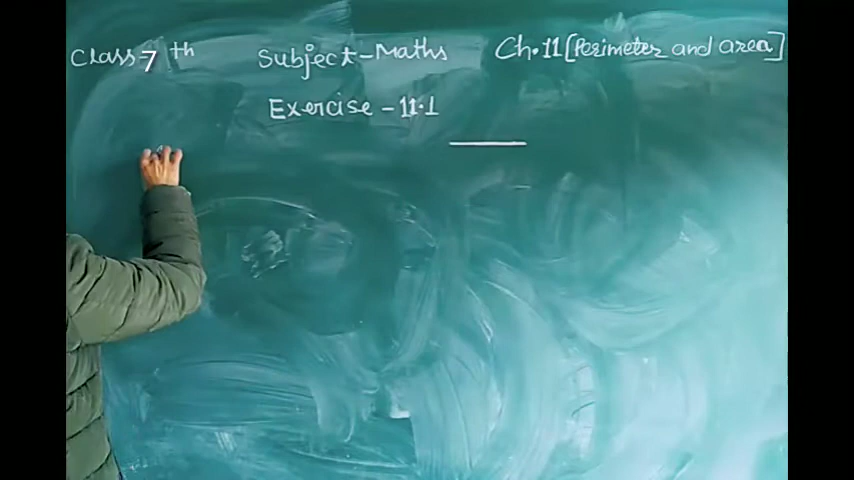 Class 7th Subject-Maths Ch.11[Perimeter and area]
Exercise - 11.1